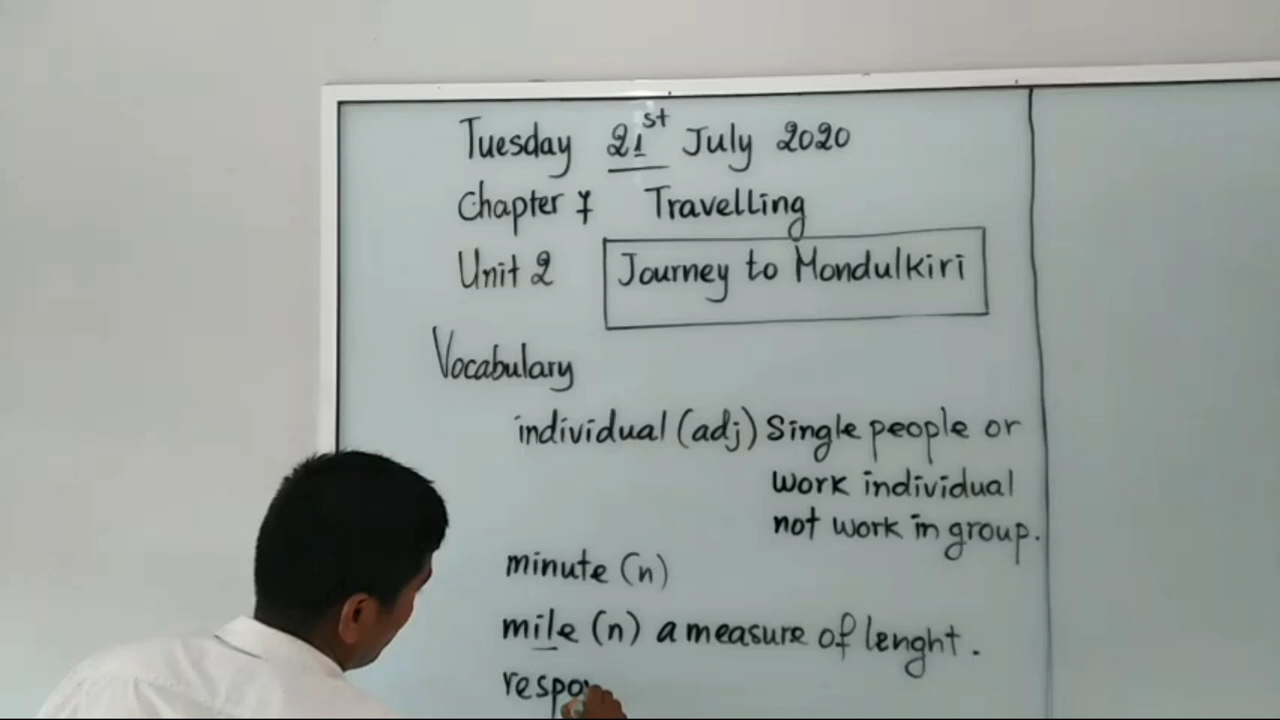 Tuesday 21st July 2020
Chapter 7 Travelling
Unit 2 Journey to Mondulkiri
Vocabulary
individual (adj) Single people or
work individual
not work in group.
minute (n)
mile (n) a measure of lenght.